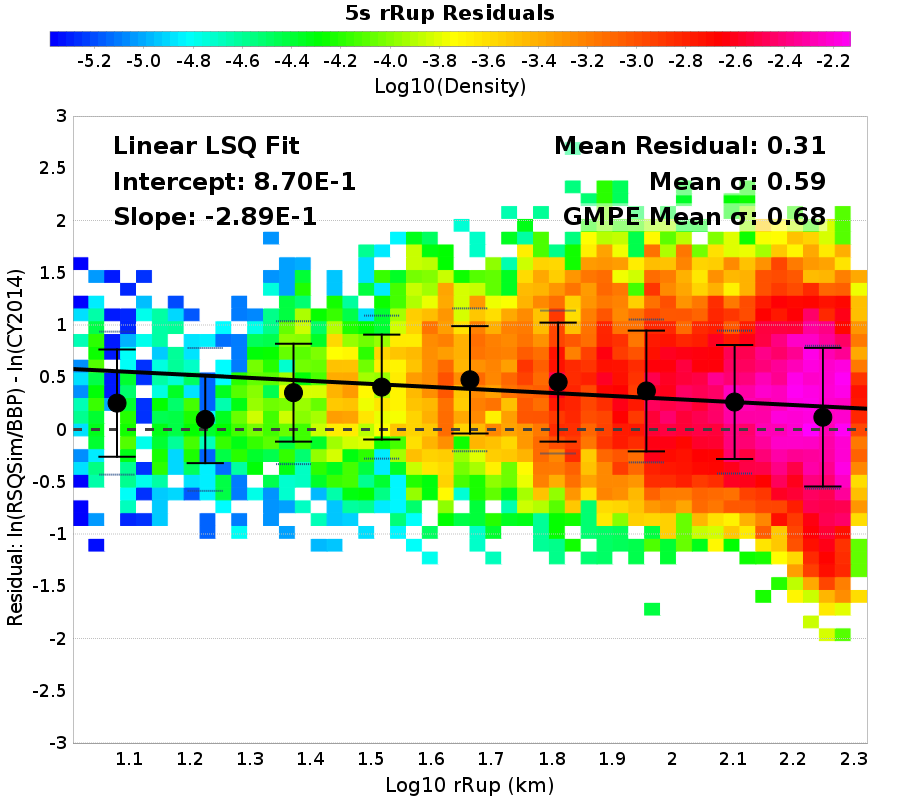 5s rRup Residuals
-5.2 -5.0 -4.8 -4.6 -4.4 -4.2 -4.0 -3.8 -3.6 -3.4 -3.2 -3.0 -2.8 -2.6 -2.4 -2.2
Log10(Density)
Linear LSQ Fit
Intercept: 8.70E-1
Slope: -2.89E-1
Mean Residual: 0.31
Mean σ: 0.59
GMPE Mean σ: 0.68
Residual: ln(RSQSim/BBP) - ln(CY2014)
3
2.5
2
1.5
1
0.5
0
-0.5
-1
-1.5
-2
-2.5
-3
1.1 1.2 1.3 1.4 1.5 1.6 1.7 1.8 1.9 2 2.1 2.2 2.3
Log10 rRup (km)